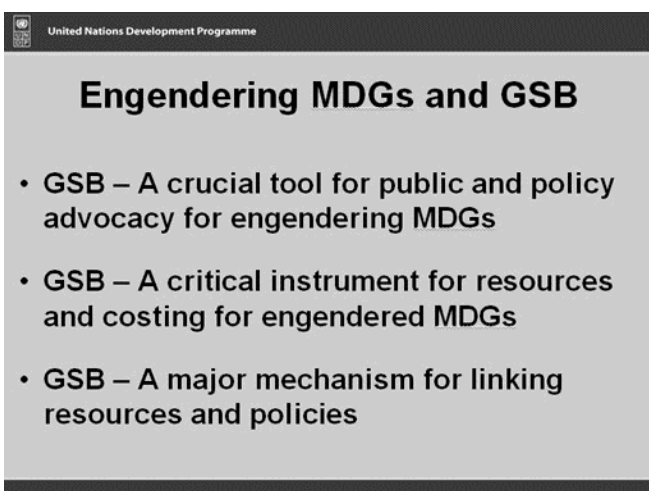 United Nations Development Programme
Engendering MDGs and GSB
• GSB – A crucial tool for public and policy
advocacy for engendering MDGs
• GSB – A critical instrument for resources
and costing for engendered MDGs
• GSB – A major mechanism for linking
resources and policies